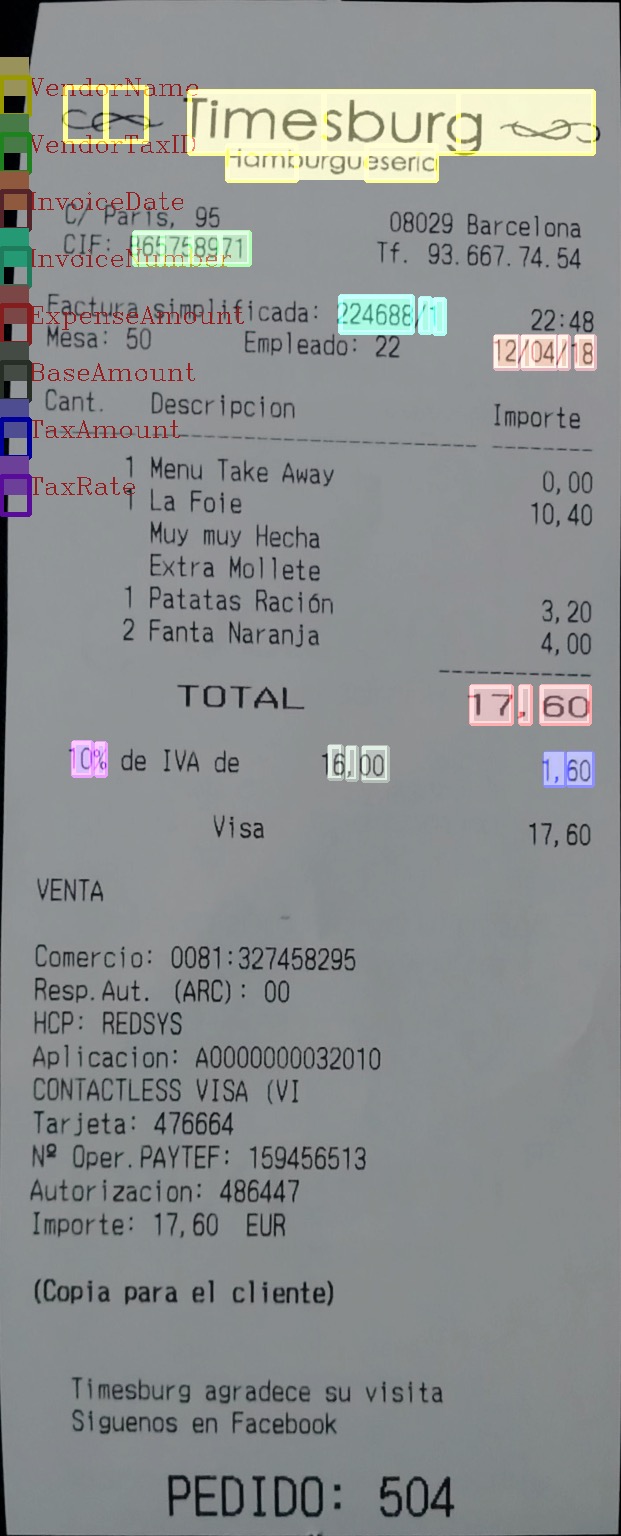 VendorName
Timesburg
Hamburgueseria
VendorTaxID
InvoiceDate
C/ París, 95 08029 Barcelona
CIF: B65758971 Tf. 93.667.74.54
InvoiceNumber
Factura simplificada: 224688/1 22:48
ExpenseAmount
Mesa: 50 Empleado: 22 12/04/18
BaseAmount
Cant. Descripcion Importe
TaxAmount
1 Menu Take Away 0,00
TaxRate
1 La Foie 10,40
Muy muy Hecha
Extra Mollete
1 Patatas Ración 3,20
2 Fanta Naranja 4,00
TOTAL 17,60
10% de IVA de 16,00 1,60
Visa 17,60
VENTA
Comercio: 0081:327458295
Resp.Aut. (ARC): 00
HCP: REDSYS
Aplicacion: A0000000032010
CONTACTLESS VISA (VI
Tarjeta: 476664
Nº Oper.PAYTEF: 159456513
Autorizacion: 486447
Importe: 17,60 EUR
(Copia para el cliente)
Timesburg agradece su visita
Siguenos en Facebook
PEDIDO: 504